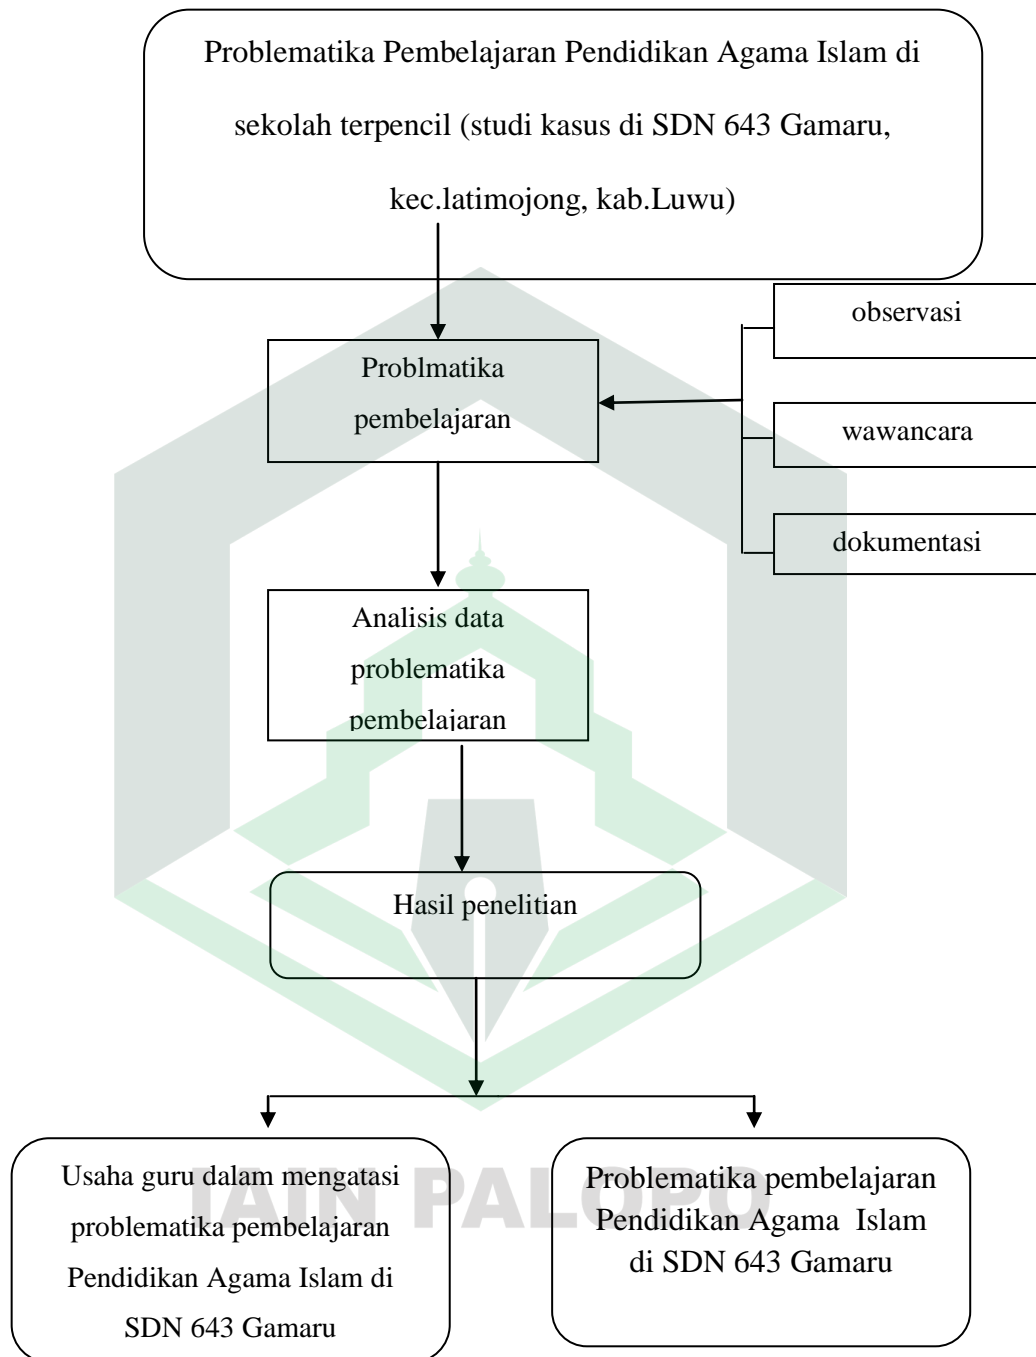 Problematika Pembelajaran Pendidikan Agama Islam di
sekolah terpencil (studi kasus di SDN 643 Gamaru,
kec.latimojong, kab.Luwu)
observasi
Problmatika
pembelajaran
wawancara
dokumentasi
Analisis data
problematika
pembelajaran
Hasil penelitian
Usaha guru dalam mengatasi
problematika pembelajaran
Pendidikan Agama Islam di
SDN 643 Gamaru
Problematika pembelajaran
Pendidikan Agama Islam
di SDN 643 Gamaru
IAIN PALOPO